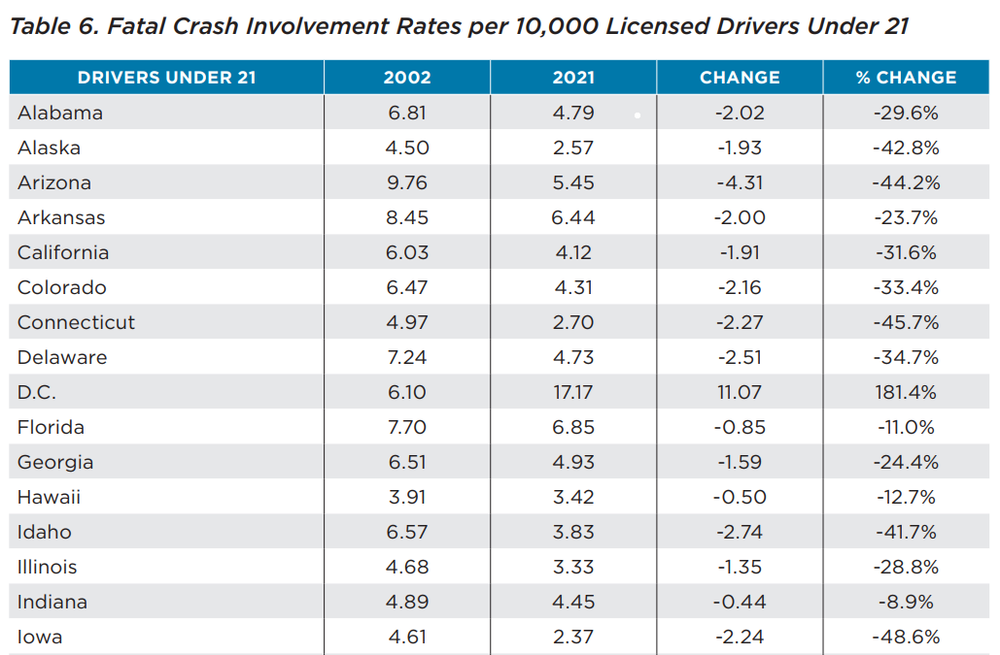 Table 6. Fatal Crash Involvement Rates per 10,000 Licensed Drivers Under 21
DRIVERS UNDER 21 2002 2021 CHANGE % CHANGE
Alabama 6.81 4.79 -2.02 -29.6%
Alaska 4.50 2.57 -1.93 -42.8%
Arizona 9.76 5.45 -4.31 -44.2%
Arkansas 8.45 6.44 -2.00 -23.7%
California 6.03 4.12 -1.91 -31.6%
Colorado 6.47 4.31 -2.16 -33.4%
Connecticut 4.97 2.70 -2.27 -45.7%
Delaware 7.24 4.73 -2.51 -34.7%
D.C. 6.10 17.17 11.07 181.4%
Florida 7.70 6.85 -0.85 -11.0%
Georgia 6.51 4.93 -1.59 -24.4%
Hawaii 3.91 3.42 -0.50 -12.7%
Idaho 6.57 3.83 -2.74 -41.7%
Illinois 4.68 3.33 -1.35 -28.8%
Indiana 4.89 4.45 -0.44 -8.9%
Iowa 4.61 2.37 -2.24 -48.6%